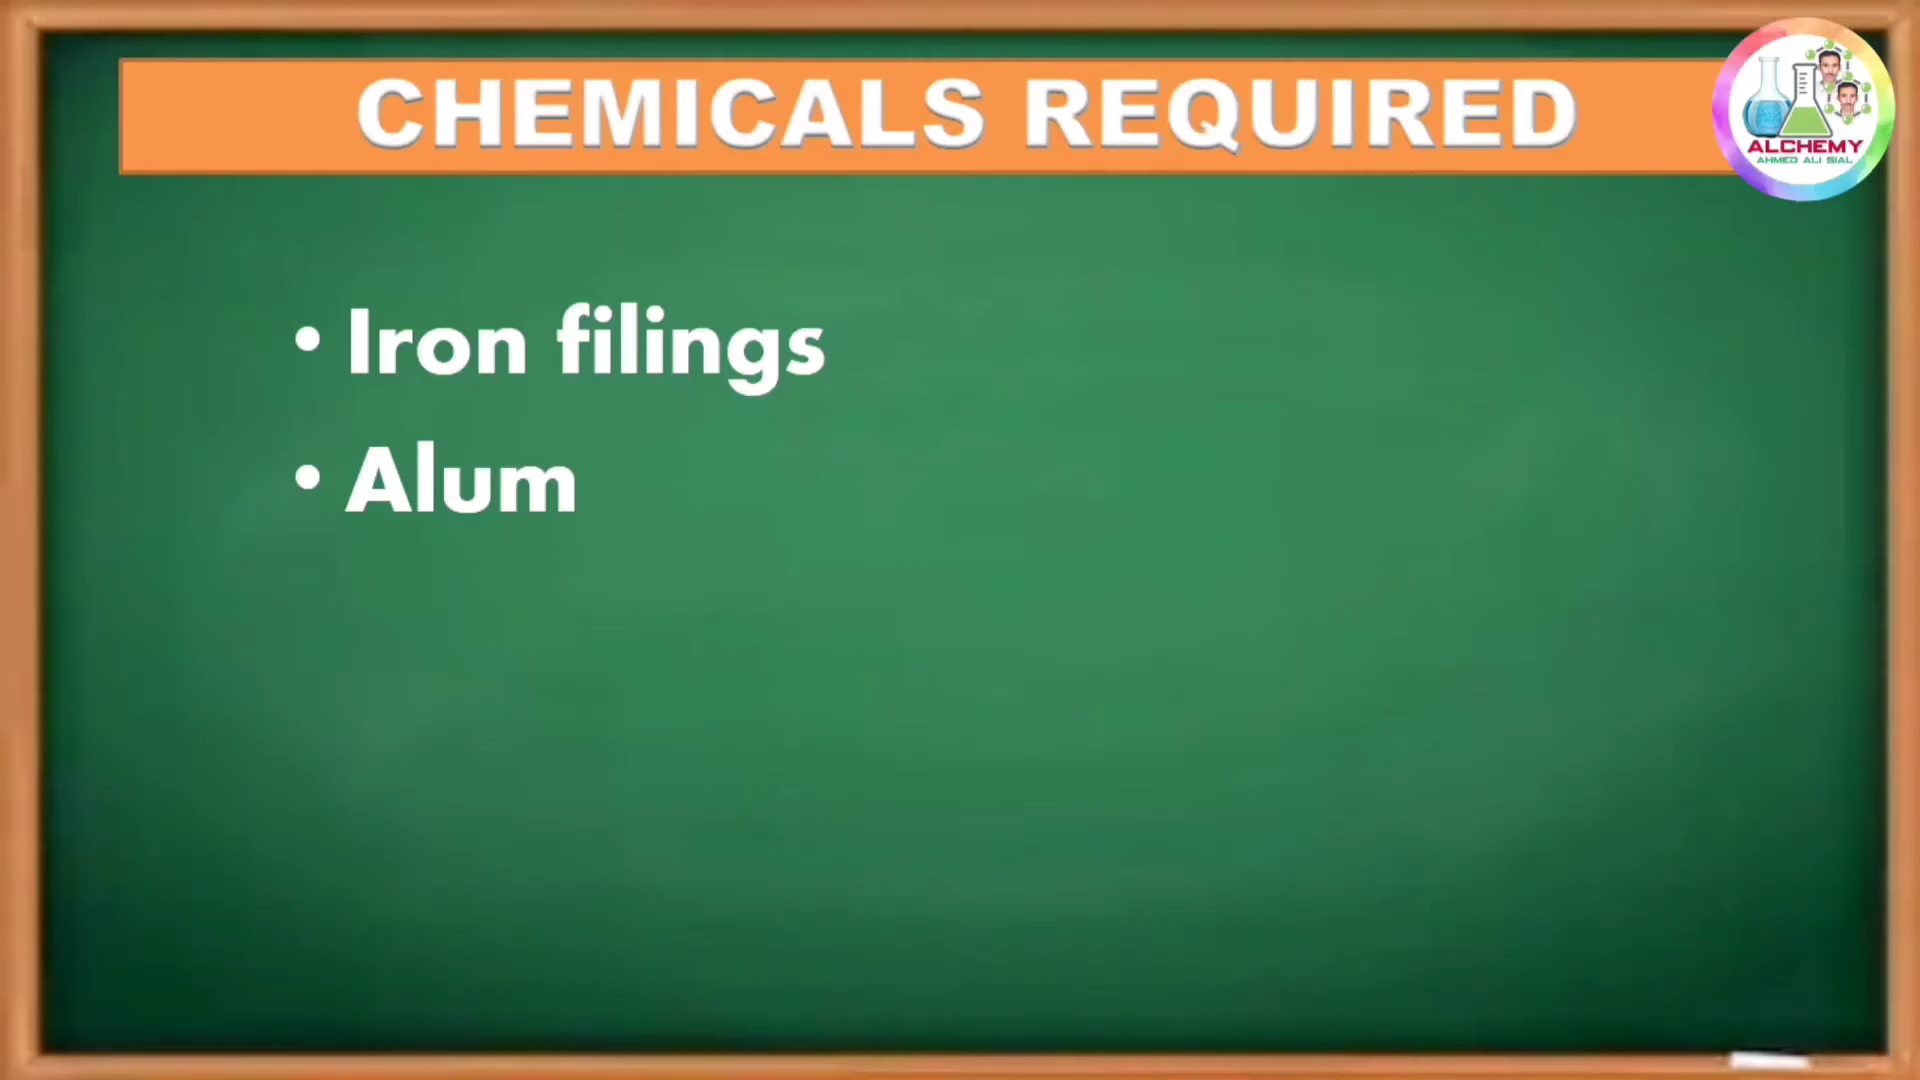 CHEMICALS REQUIRED
ALCHEMY
AHMED ALI SIAL
• Iron filings
• Alum